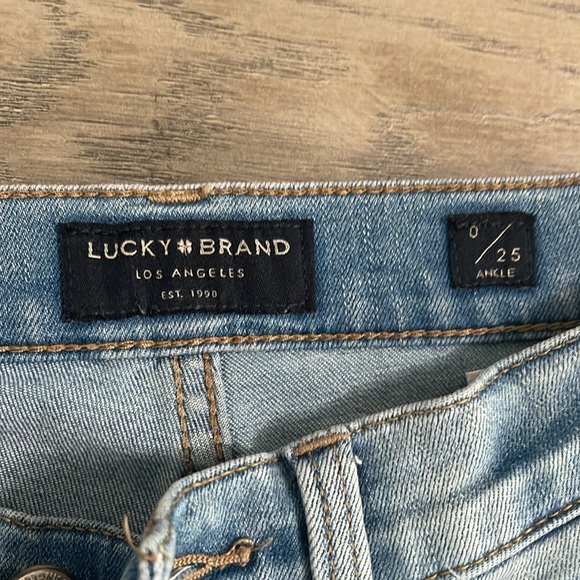 LUCKY BRAND
LOS ANGELES
EST. 1990
0/25
ANKLE